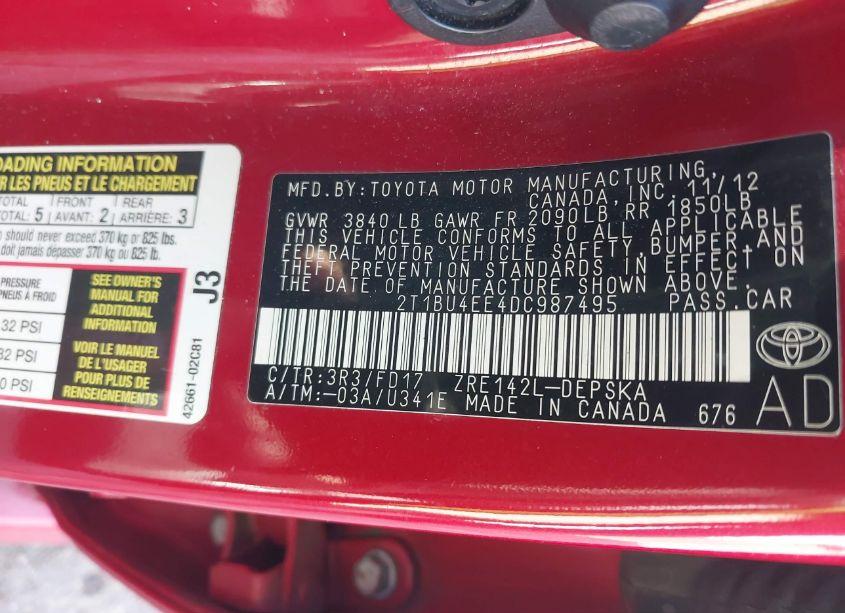 OADING INFORMATION
R LES PNEUS ET LE CHARGEMENT
TOTAL FRONT REAR
TOTAL: 5 AVANT: 2 ARRIÈRE: 3
should never exceed 370 kg or 825 lbs.
doit jamais dépasser 370 kg ou 825 lb.
PRESSURE
PNEUS À FROID
32 PSI
32 PSI
0 PSI
SEE OWNER'S
MANUAL FOR
ADDITIONAL
INFORMATION
VOIR LE MANUEL
DE L'USAGER
POUR PLUS DE
RENSEIGNEMENTS
J3
42661-02C81
MFD.BY:TOYOTA MOTOR MANUFACTURING,
CANADA, INC. 11/12
GVWR 3840 LB GAWR FR 2090LB RR 1850LB
THIS VEHICLE CONFORMS TO ALL APPLICABLE
FEDERAL MOTOR VEHICLE SAFETY, BUMPER, AND
THEFT PREVENTION STANDARDS IN EFFECT ON
THE DATE OF MANUFACTURE SHOWN ABOVE.
2T1BU4EE4DC987495 PASS.CAR
C/TR:3R3/FD17 ZRE142L-DEPSKA
A/TM:-03A/U341E MADE IN CANADA 676
AD